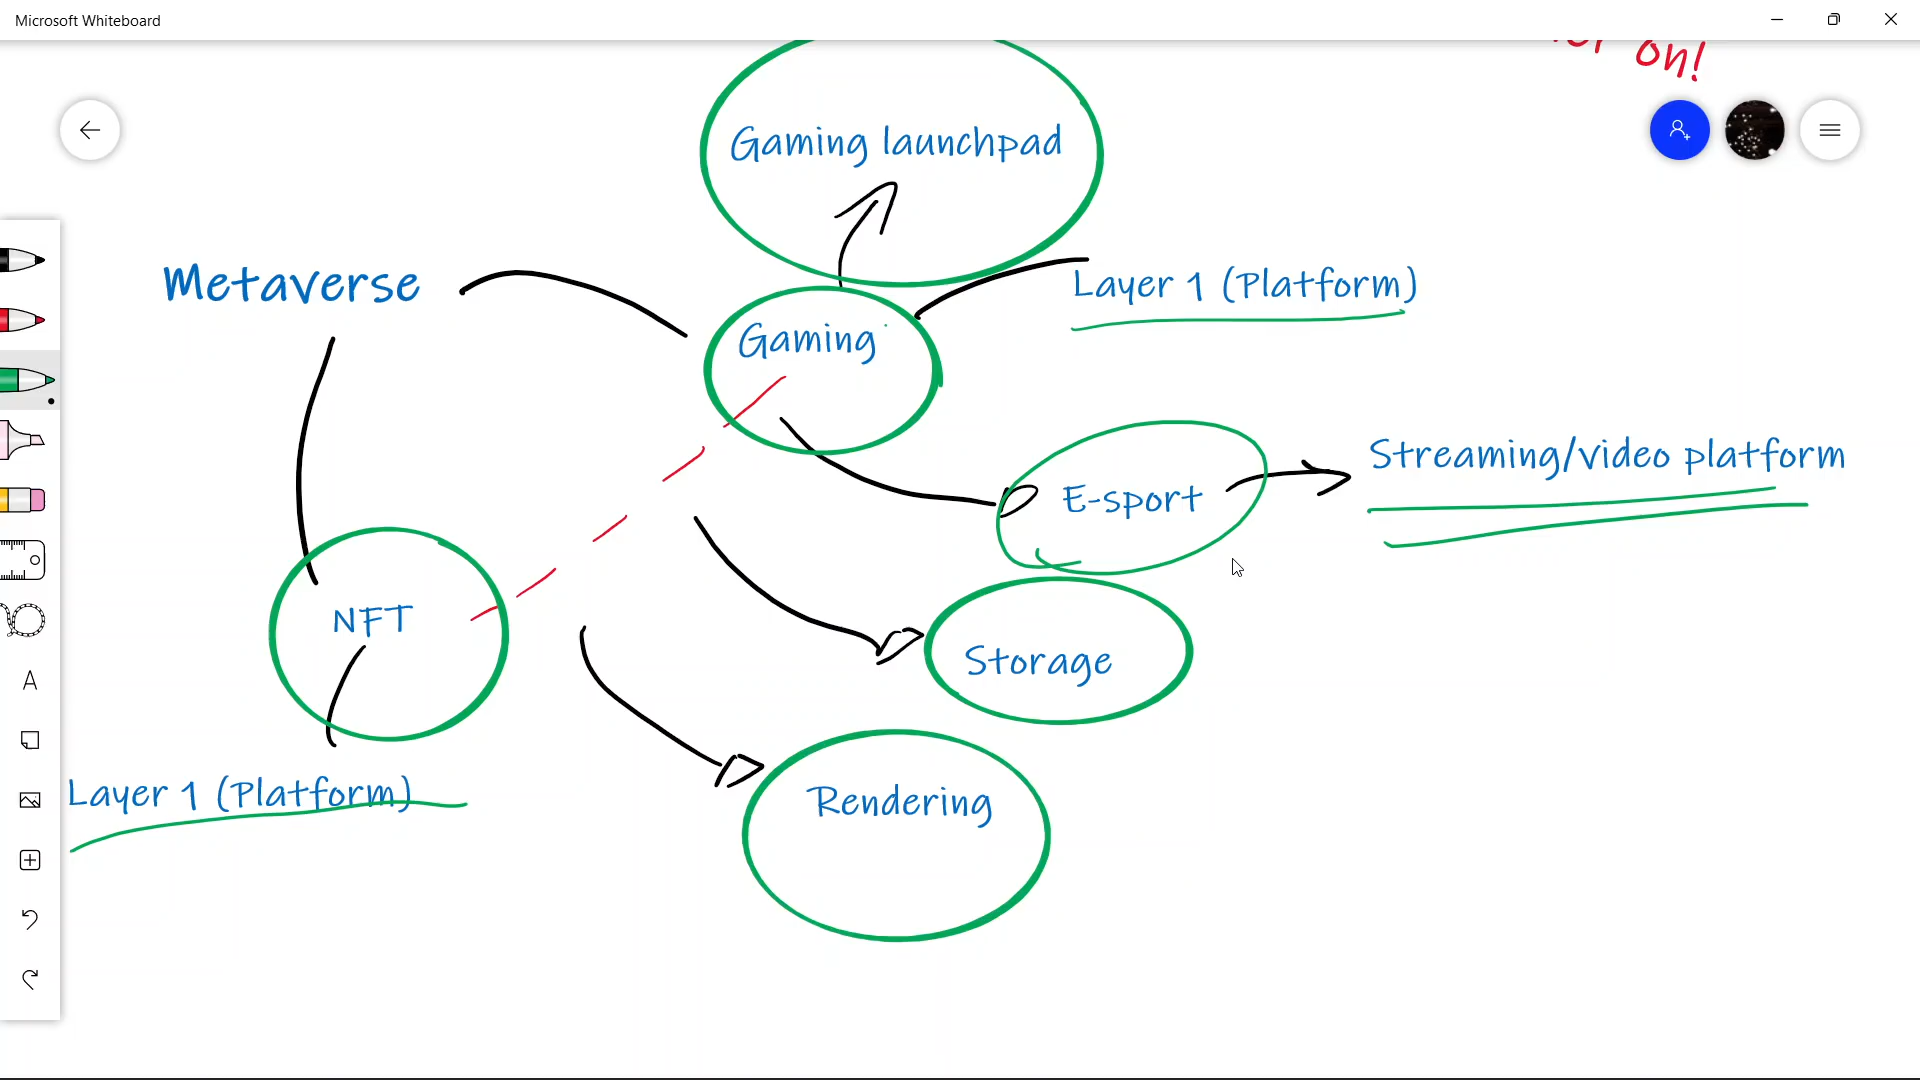 Microsoft Whiteboard
on!
Gaming launchpad
Metaverse
Layer 1 (Platform)
Gaming
Streaming/video platform
E-sport
NFT
Storage
Layer 1 (Platform)
Rendering